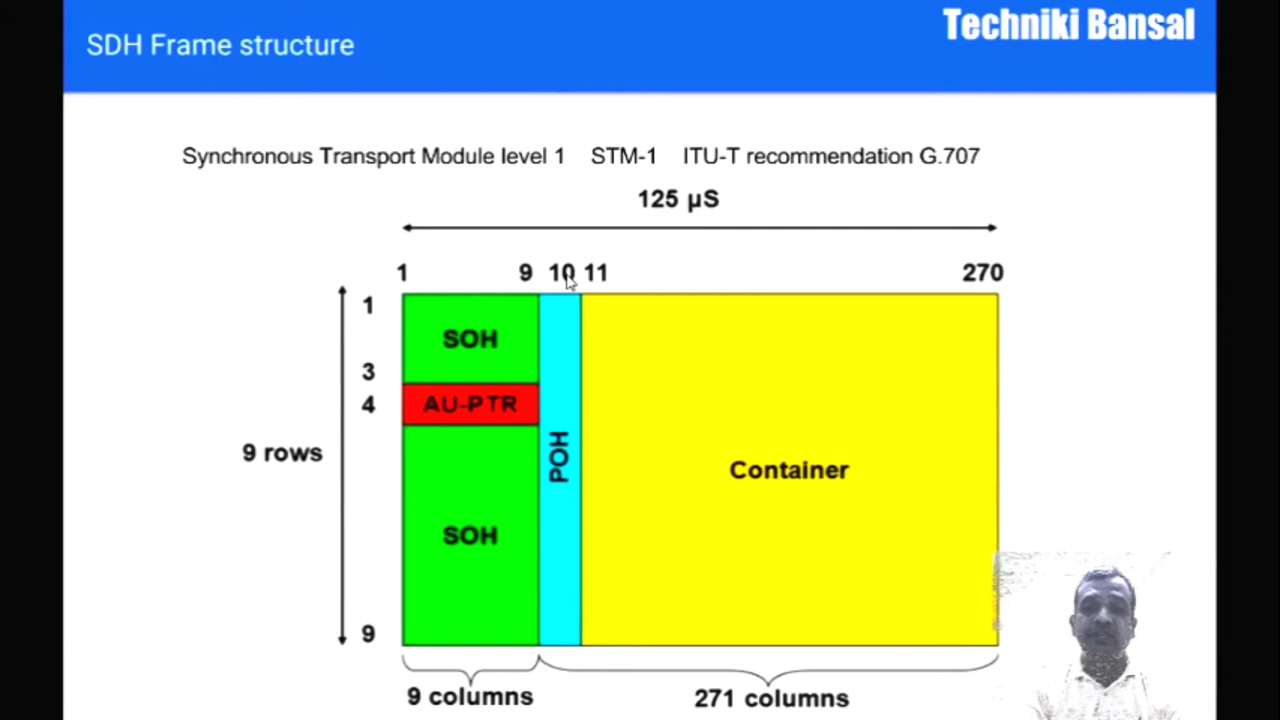 SDH Frame structure
Techniki Bansal
Synchronous Transport Module level 1 STM-1 ITU-T recommendation G.707
125 µS
1 9 10 11 270
1
SOH
3
4
AU-PTR
9 rows
POH
Container
SOH
9
9 columns
271 columns